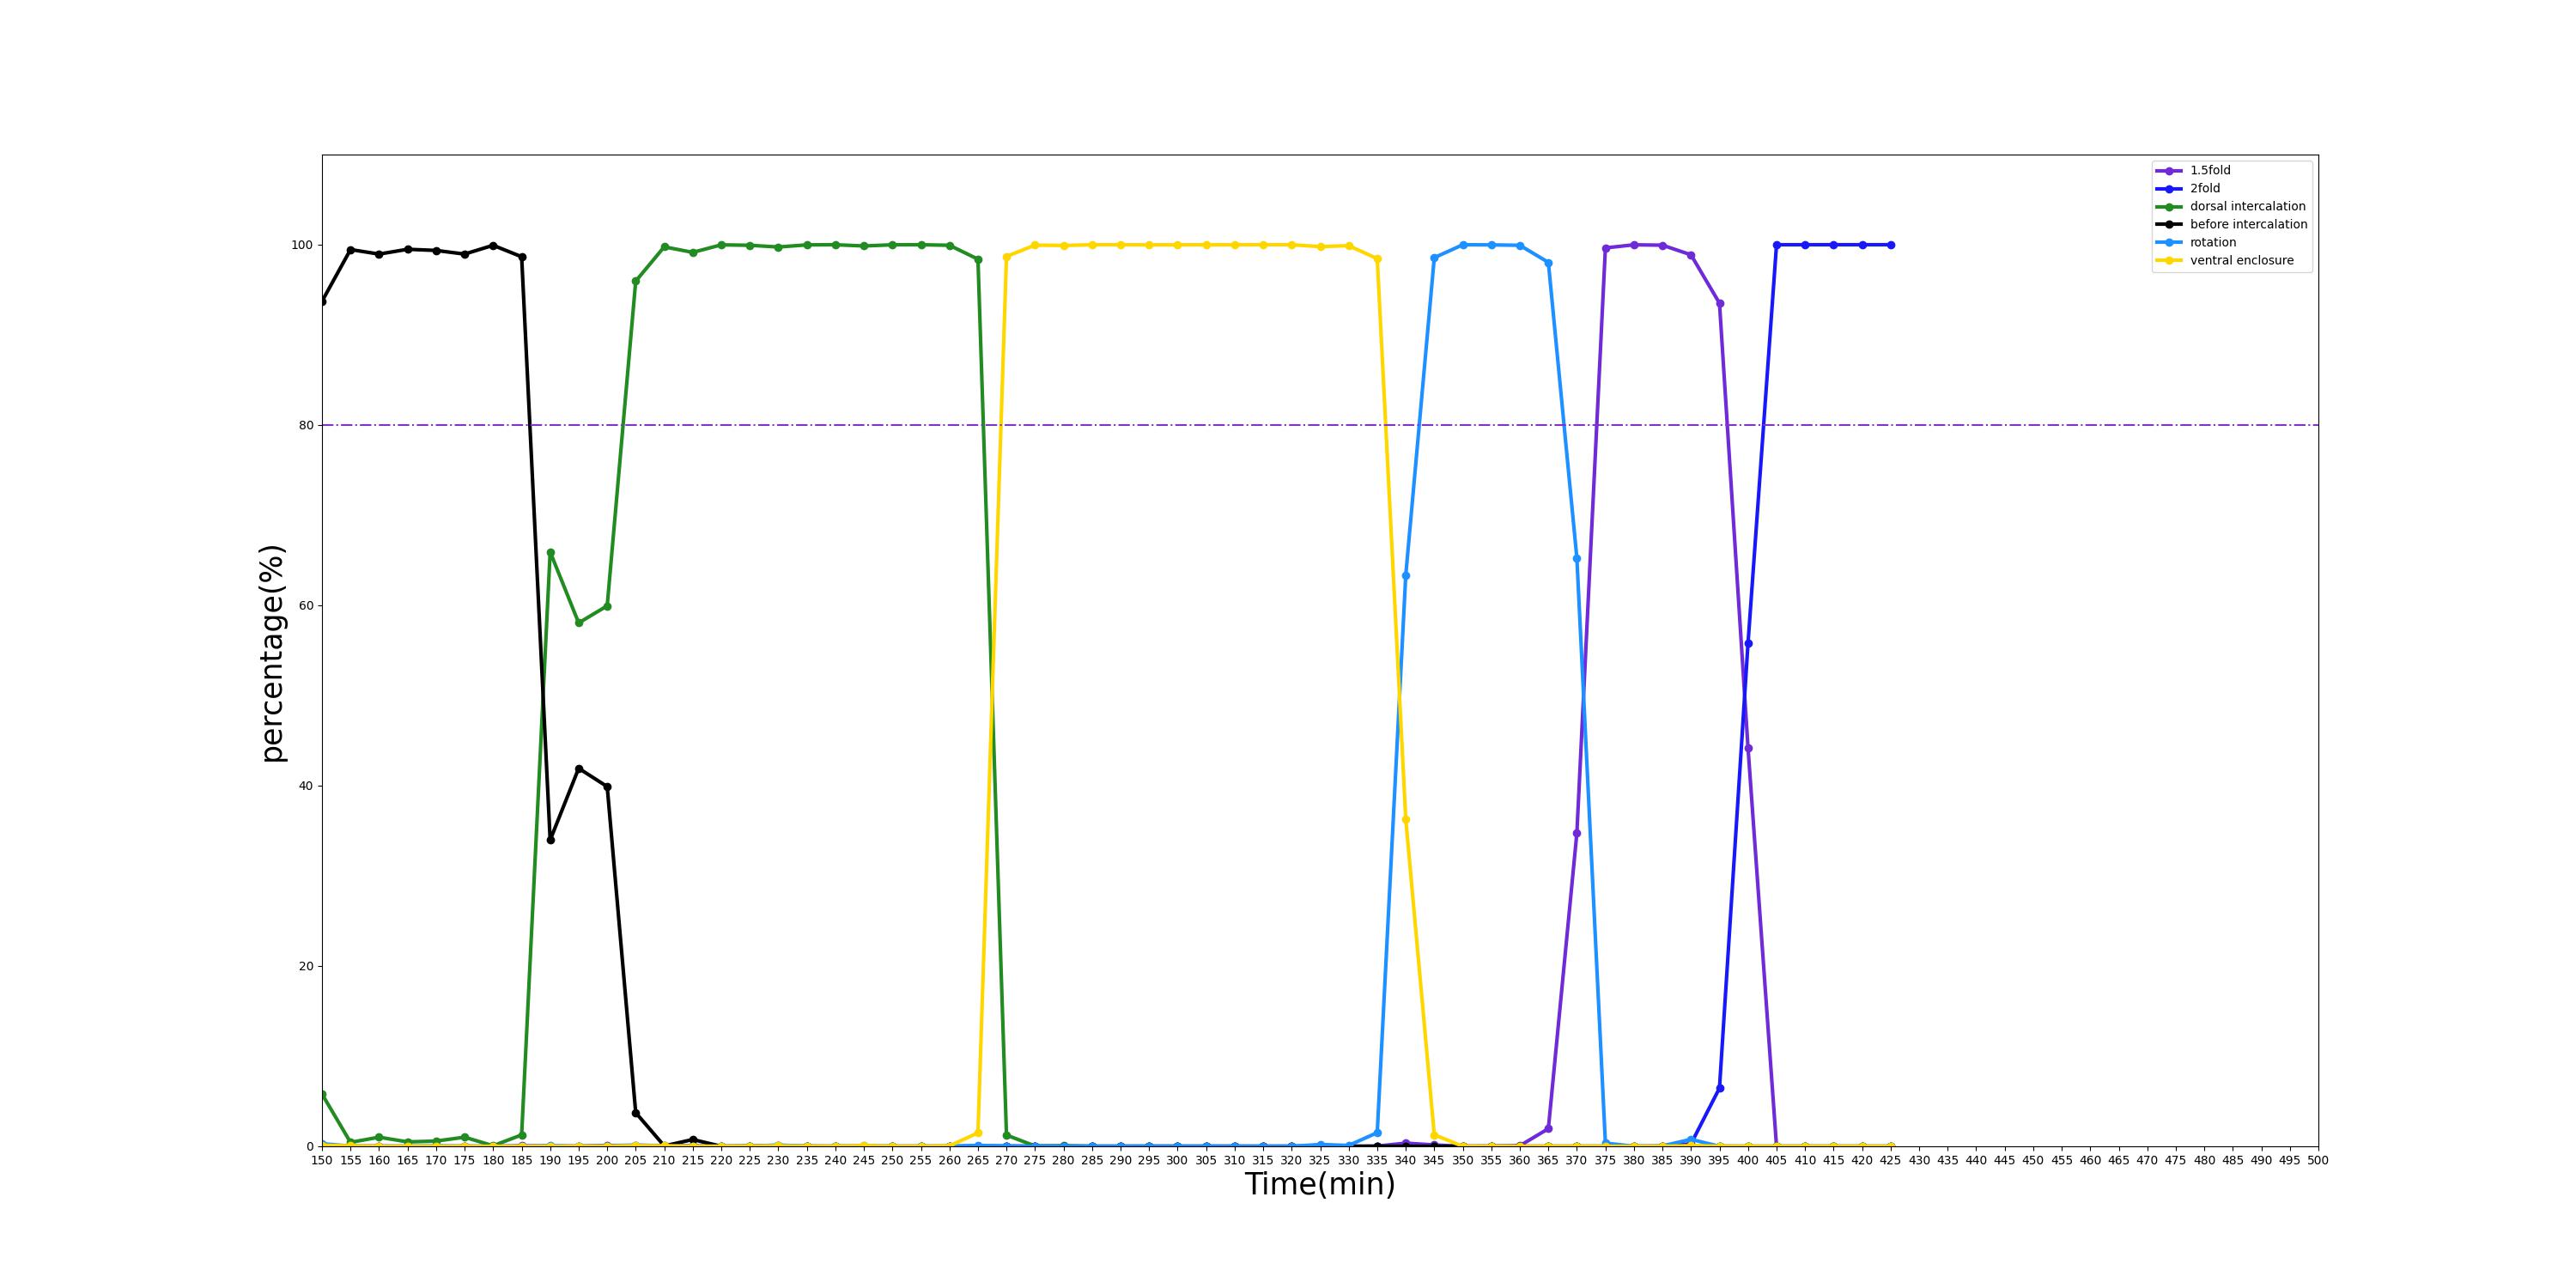 1.5fold
2fold
dorsal intercalation
before intercalation
rotation
ventral enclosure
100
80
60
40
20
0
percentage(%)
150 155 160 165 170 175 180 185 190 195 200 205 210 215 220 225 230 235 240 245 250 255 260 265 270 275 280 285 290 295 300 305 310 315 320 325 330 335 340 345 350 355 360 365 370 375 380 385 390 395 400 405 410 415 420 425 430 435 440 445 450 455 460 465 470 475 480 485 490 495 500
Time(min)